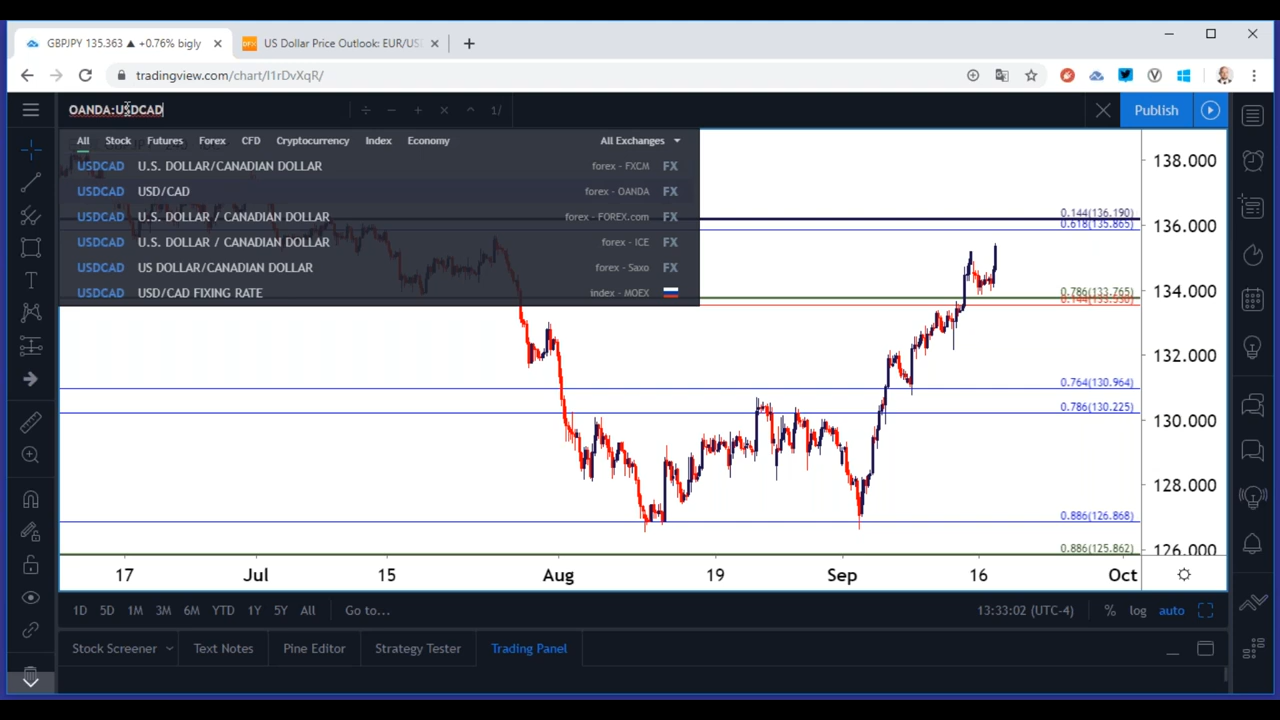 GBPJPY 135.363 ▲ +0.76% bigly
US Dollar Price Outlook: EUR/US
tradingview.com/chart/I1rDvXqR/
OANDA:USDCAD
1/
Publish
All Stock Futures Forex CFD Cryptocurrency Index Economy All Exchanges
USDCAD U.S. DOLLAR/CANADIAN DOLLAR forex - FXCM FX
USDCAD USD/CAD forex - OANDA FX
USDCAD U.S. DOLLAR / CANADIAN DOLLAR forex - FOREX.com FX
USDCAD U.S. DOLLAR / CANADIAN DOLLAR forex - ICE FX
USDCAD US DOLLAR/CANADIAN DOLLAR forex - Saxo FX
USDCAD USD/CAD FIXING RATE index - MOEX
138.000
0.144(136.190)
136.000
0.618(135.865)
134.000
0.786(133.765)
132.000
0.764(130.964)
0.786(130.225)
130.000
128.000
0.886(126.868)
126.000
0.886(125.862)
17 Jul 15 Aug 19 Sep 16 Oct
1D 5D 1M 3M 6M YTD 1Y 5Y All Go to... 13:33:02 (UTC-4) % log auto
Stock Screener Text Notes Pine Editor Strategy Tester Trading Panel